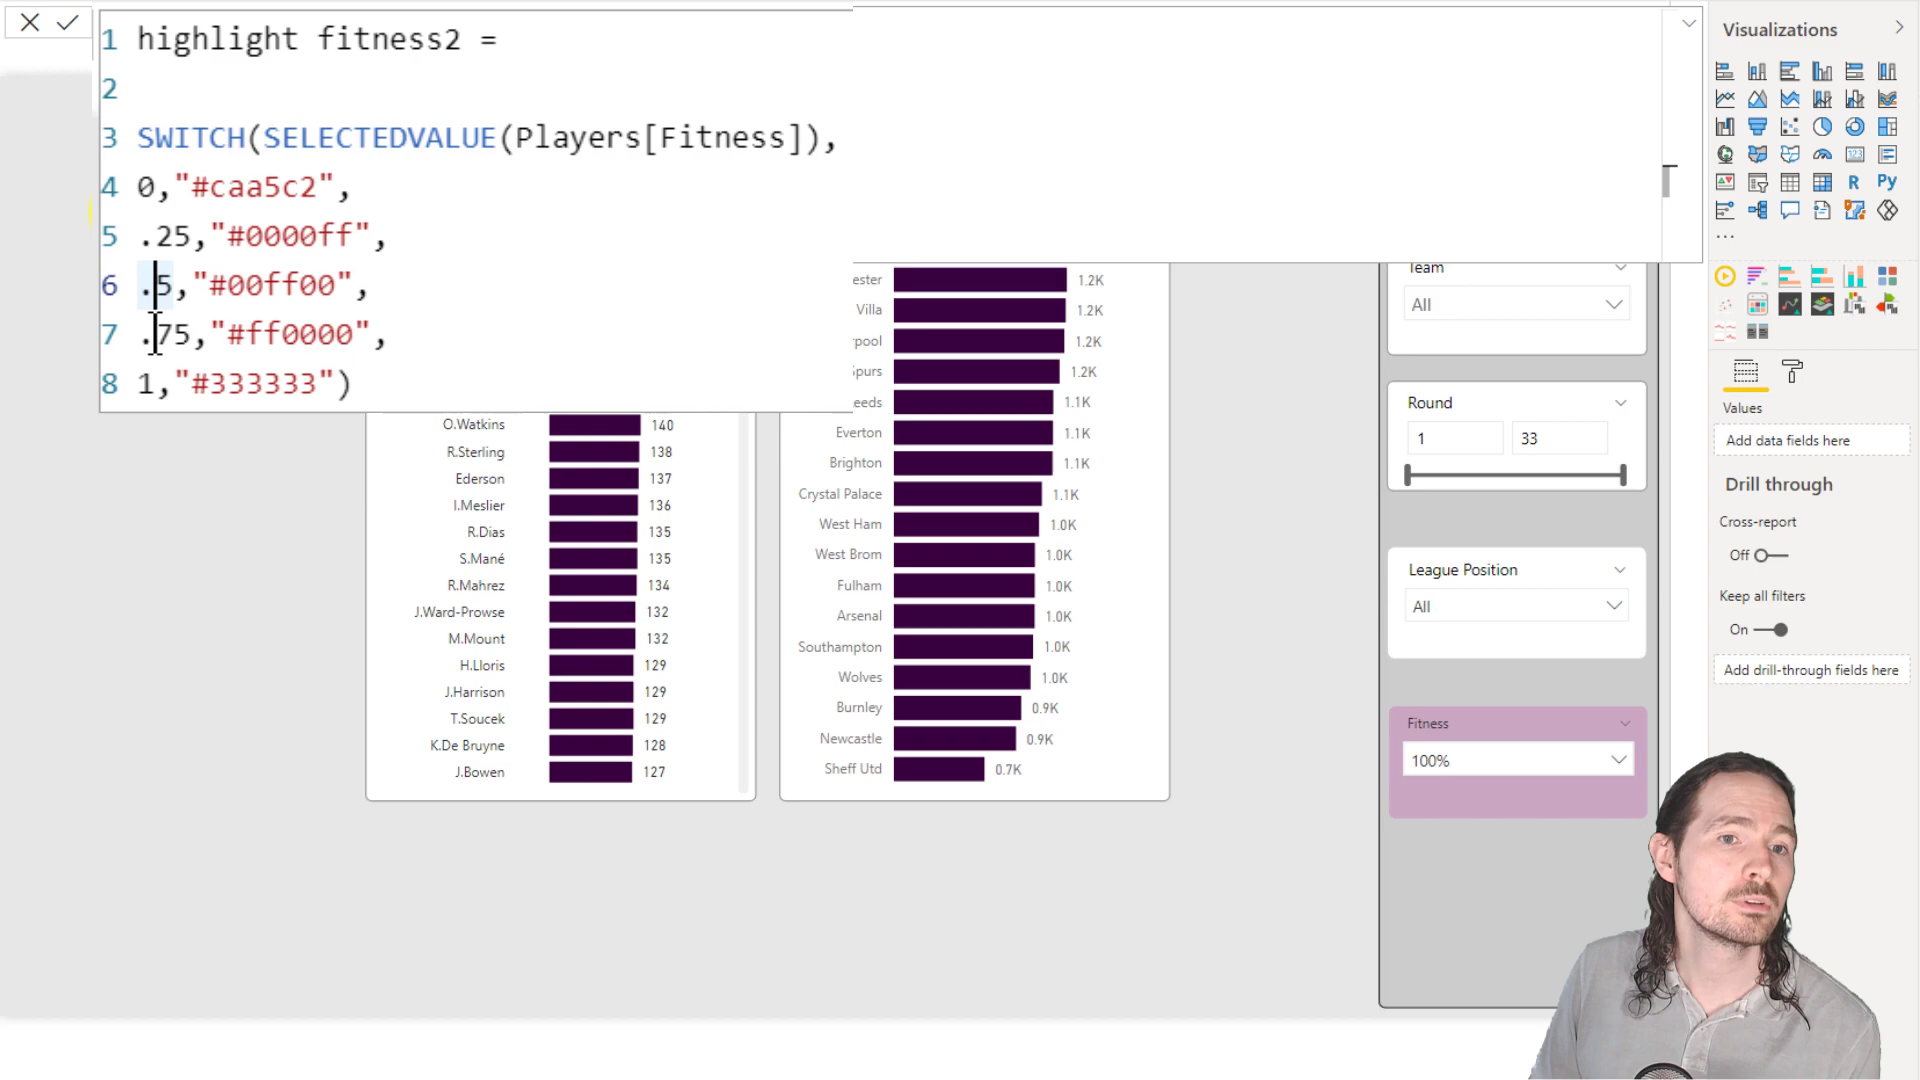 1 highlight fitness2 =
2
3 SWITCH(SELECTEDVALUE(Players[Fitness]),
4 0,"#caa5c2",
5 .25,"#0000ff",
6 .5,"#00ff00",
7 .75,"#ff0000",
8 1,"#333333")
O.Watkins 140
R.Sterling 138
Ederson 137
I.Meslier 136
R.Dias 135
S.Mané 135
R.Mahrez 134
J.Ward-Prowse 132
M.Mount 132
H.Lloris 129
J.Harrison 129
T.Soucek 129
K.De Bruyne 128
J.Bowen 127
ester 1.2K
Villa 1.2K
rpool 1.2K
Spurs 1.2K
eeds 1.1K
Everton 1.1K
Brighton 1.1K
Crystal Palace 1.1K
West Ham 1.0K
West Brom 1.0K
Fulham 1.0K
Arsenal 1.0K
Southampton 1.0K
Wolves 1.0K
Burnley 0.9K
Newcastle 0.9K
Sheff Utd 0.7K
Team
All
Round
1 33
League Position
All
Fitness
100%
Visualizations
123
R Py
...
Values
Add data fields here
Drill through
Cross-report
Off
Keep all filters
On
Add drill-through fields here